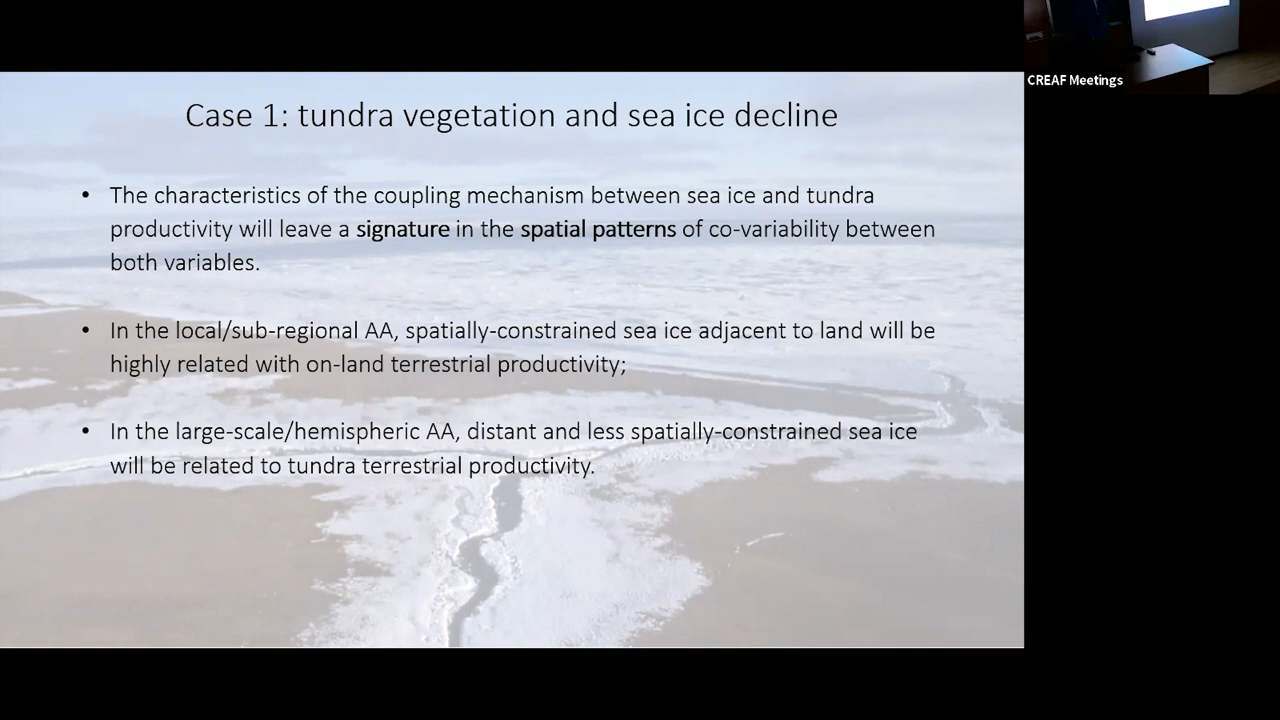 Case 1: tundra vegetation and sea ice decline
• The characteristics of the coupling mechanism between sea ice and tundra
productivity will leave a signature in the spatial patterns of co-variability between
both variables.
• In the local/sub-regional AA, spatially-constrained sea ice adjacent to land will be
highly related with on-land terrestrial productivity;
• In the large-scale/hemispheric AA, distant and less spatially-constrained sea ice
will be related to tundra terrestrial productivity.
CREAF Meetings